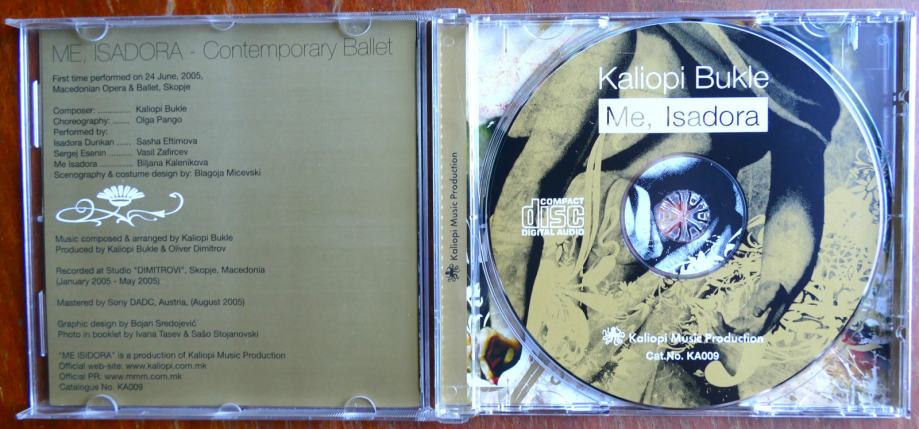 ME, ISADORA - Contemporary Ballet
First time performed on 24 June, 2005,
Macedonian Opera & Ballet, Skopje
Composer: .............. Kaliopi Bukle
Choreography: ....... Olga Pango
Performed by:
Isadora Dunkan ...... Sasha Eftimova
Sergej Esenin ........... Vasil Zafircev
Me Isadora .............. Biljana Kalenikova
Scenography & costume design by: Blagoja Micevski
Music composed & arranged by Kaliopi Bukle
Produced by Kaliopi Bukle & Oliver Dimitrov
Recorded at Studio "DIMITROVI", Skopje, Macedonia
(January 2005 - May 2005)
Mastered by Sony DADC, Austria, (August 2005)
Graphic design by Bojan Sredojević
Photo in booklet by Ivana Tasev & Sašo Stojanovski
"ME ISIDORA" is a production of Kaliopi Music Production
Official web-site: www.kaliopi.com.mk
Official PR: www.mmm.com.mk
Catalogue No. KA009
Kaliopi Music Production
Kaliopi Bukle
Me, Isadora
COMPACT
disc
DIGITAL AUDIO
Kaliopi Music Production
Cat.No. KA009